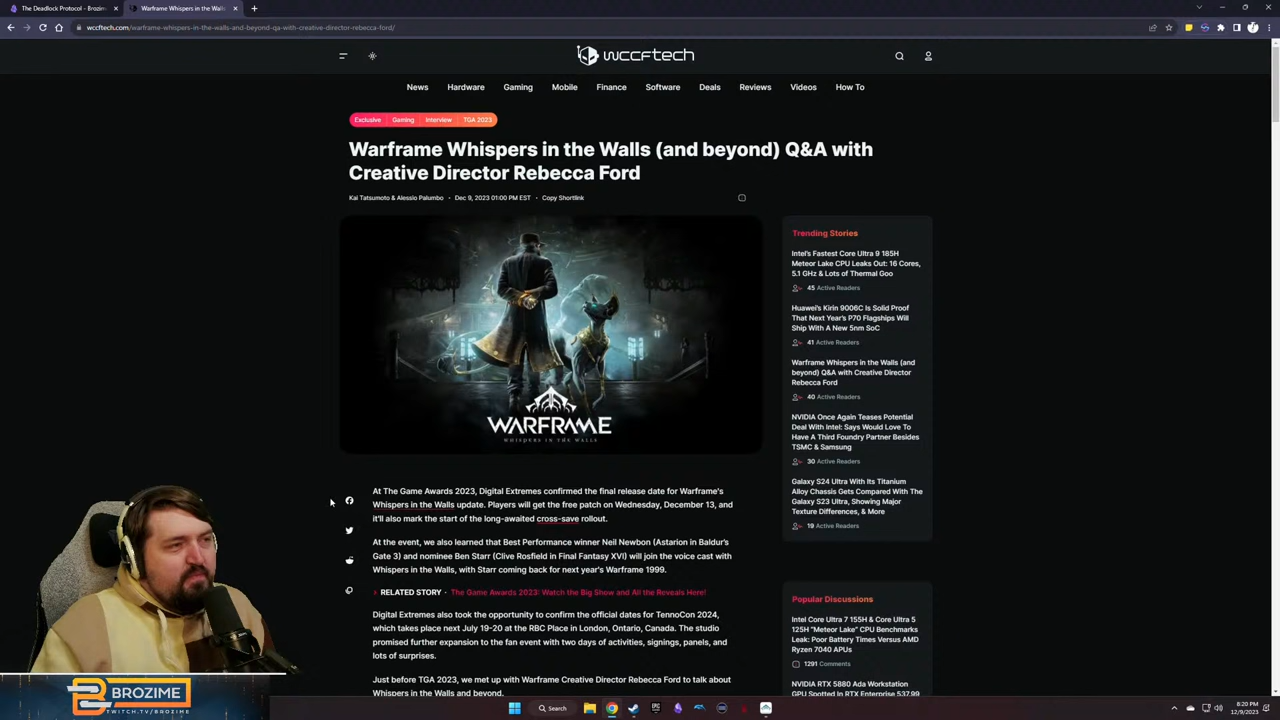 The Deadlock Protocol - Brozim
Warframe Whispers in the Walls
wccftech.com/warframe-whispers-in-the-walls-and-beyond-qa-with-creative-director-rebecca-ford/
wccftech
News
Hardware
Gaming
Mobile
Finance
Software
Deals
Reviews
Videos
How To
Exclusive
Gaming
Interview
TGA 2023
Warframe Whispers in the Walls (and beyond) Q&A with
Creative Director Rebecca Ford
Kai Tatsumoto & Alessio Palumbo • Dec 9, 2023 01:00 PM EST • Copy Shortlink
WARFRAME
WHISPERS IN THE WALLS
At The Game Awards 2023, Digital Extremes confirmed the final release date for Warframe's
Whispers in the Walls update. Players will get the free patch on Wednesday, December 13, and
it'll also mark the start of the long-awaited cross-save rollout.
At the event, we also learned that Best Performance winner Neil Newbon (Astarion in Baldur's
Gate 3) and nominee Ben Starr (Clive Rosfield in Final Fantasy XVI) will join the voice cast with
Whispers in the Walls, with Starr coming back for next year's Warframe 1999.
RELATED STORY • The Game Awards 2023: Watch the Big Show and All the Reveals Here!
Digital Extremes also took the opportunity to confirm the official dates for TennoCon 2024,
which takes place next July 19-20 at the RBC Place in London, Ontario, Canada. The studio
promised further expansion to the fan event with two days of activities, signings, panels, and
lots of surprises.
Just before TGA 2023, we met up with Warframe Creative Director Rebecca Ford to talk about
Whispers in the Walls and beyond.
Trending Stories
Intel's Fastest Core Ultra 9 185H
Meteor Lake CPU Leaks Out: 16 Cores,
5.1 GHz & Lots of Thermal Goo
45 Active Readers
Huawei's Kirin 9006C Is Solid Proof
That Next Year's P70 Flagships Will
Ship With A New 5nm SoC
41 Active Readers
Warframe Whispers in the Walls (and
beyond) Q&A with Creative Director
Rebecca Ford
40 Active Readers
NVIDIA Once Again Teases Potential
Deal With Intel: Says Would Love To
Have A Third Foundry Partner Besides
TSMC & Samsung
30 Active Readers
Galaxy S24 Ultra With Its Titanium
Alloy Chassis Gets Compared With The
Galaxy S23 Ultra, Showing Major
Texture Differences, & More
19 Active Readers
Popular Discussions
Intel Core Ultra 7 155H & Core Ultra 5
125H "Meteor Lake" CPU Benchmarks
Leak: Poor Battery Times Versus AMD
Ryzen 7040 APUs
1291 Comments
NVIDIA RTX 5880 Ada Workstation
GPU Spotted In RTX Enterprise 537.99
BROZIME
TWITCH.TV/BROZIME
Search
8:20 PM
12/9/2023